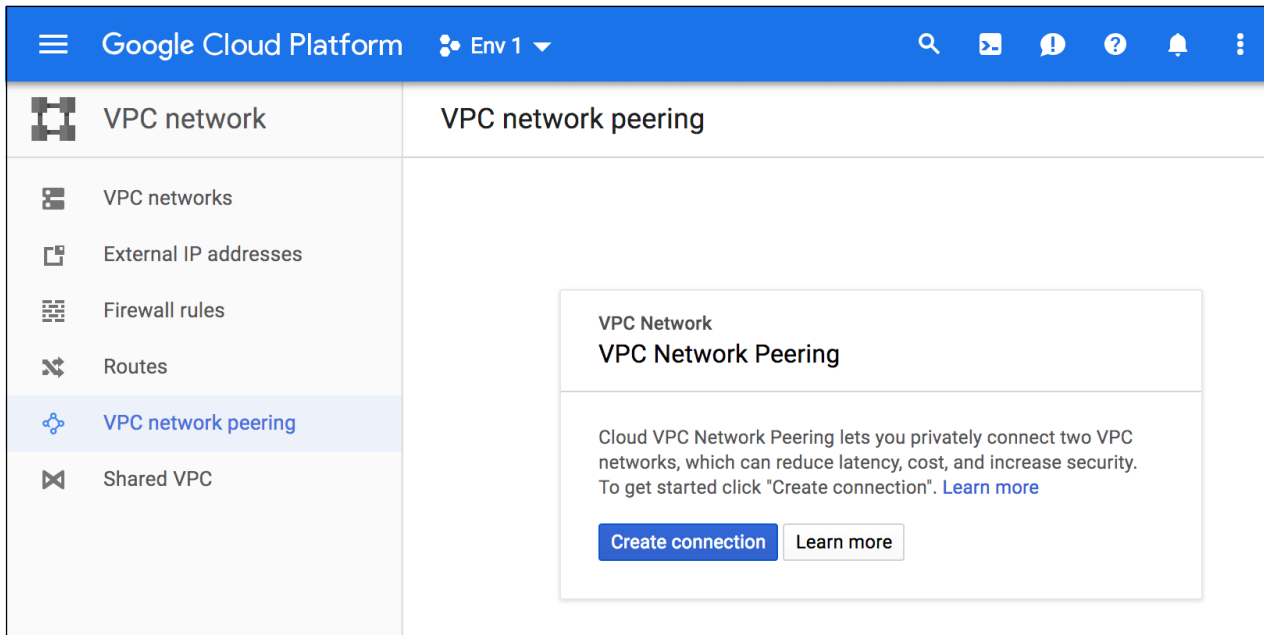 Google Cloud Platform Env 1
VPC network
VPC networks
External IP addresses
Firewall rules
Routes
VPC network peering
Shared VPC
VPC network peering
VPC Network
VPC Network Peering
Cloud VPC Network Peering lets you privately connect two VPC
networks, which can reduce latency, cost, and increase security.
To get started click "Create connection". Learn more
Create connection Learn more